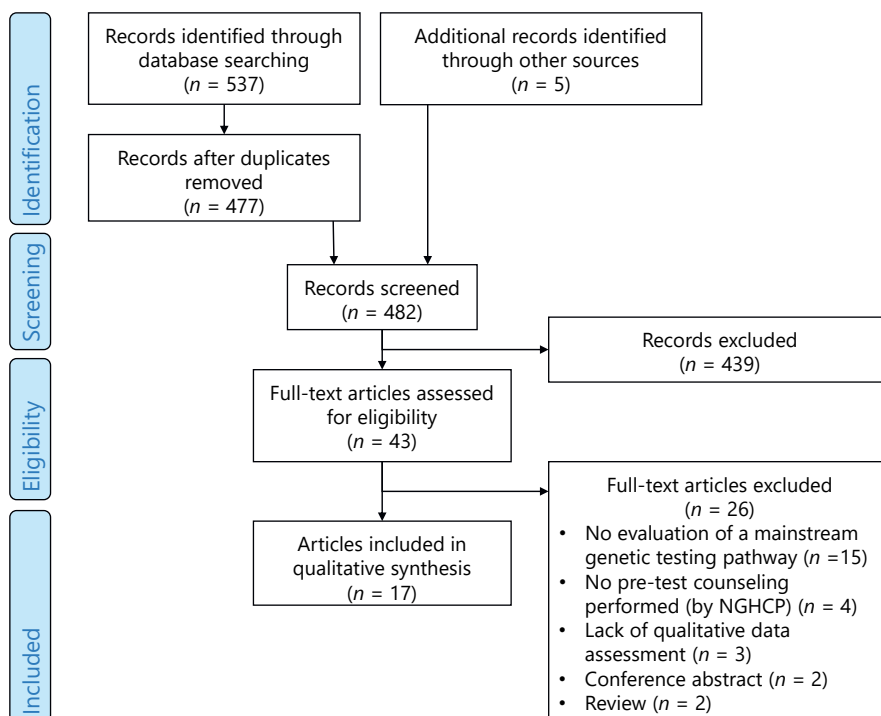 Identification
Records identified through
database searching
(n = 537)
Additional records identified
through other sources
(n = 5)
Records after duplicates
removed
(n = 477)
Screening
Records screened
(n = 482)
Records excluded
(n = 439)
Eligibility
Full-text articles assessed
for eligibility
(n = 43)
Full-text articles excluded
(n = 26)
• No evaluation of a mainstream
genetic testing pathway (n =15)
• No pre-test counseling
performed (by NGHCP) (n = 4)
• Lack of qualitative data
assessment (n = 3)
• Conference abstract (n = 2)
• Review (n = 2)
Included
Articles included in
qualitative synthesis
(n = 17)